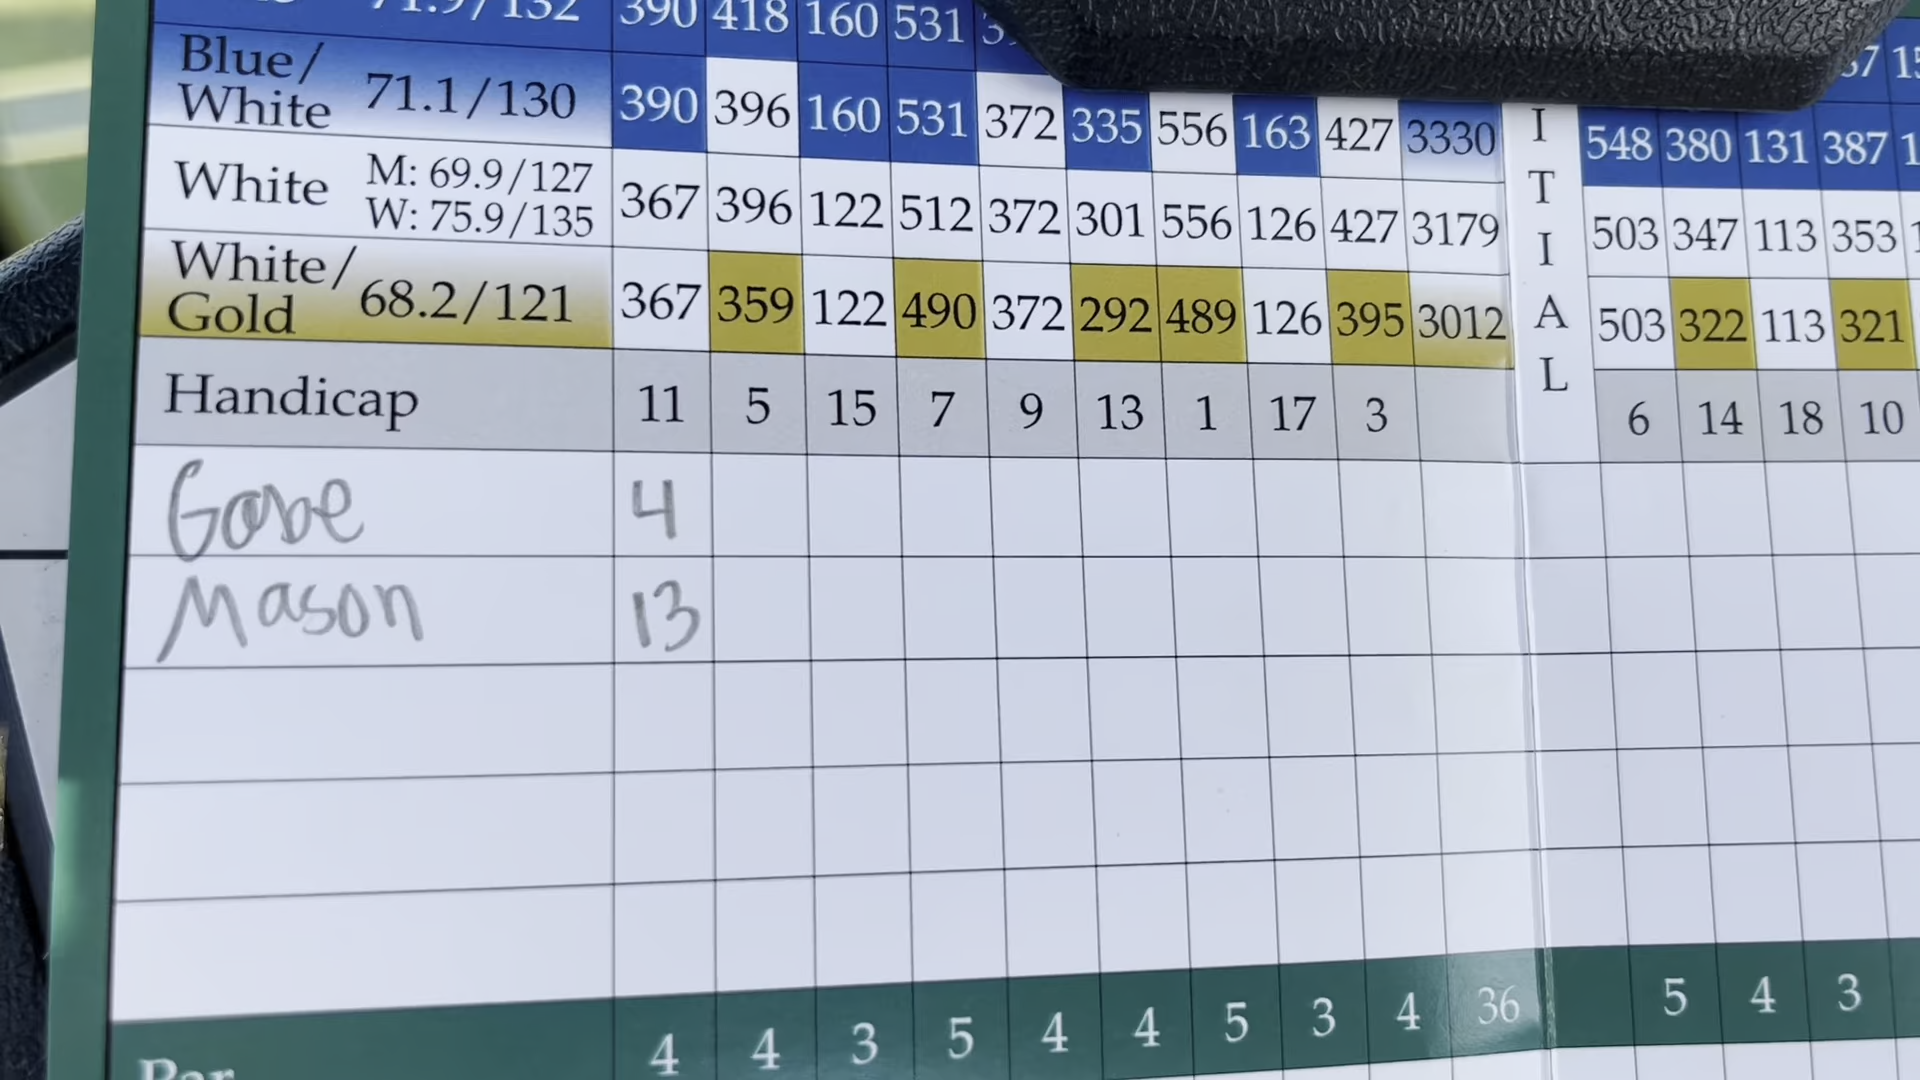 71.9/132 390 418 160 531
Blue/White 71.1/130 390 396 160 531 372 335 556 163 427 3330 548 380 131 387
White M: 69.9/127 W: 75.9/135 367 396 122 512 372 301 556 126 427 3179 503 347 113 353
White/Gold 68.2/121 367 359 122 490 372 292 489 126 395 3012 503 322 113 321
I
T
I
A
L
Handicap 11 5 15 7 9 13 1 17 3 6 14 18 10
Gabe 4
Mason 13
Par 4 4 3 5 4 4 5 3 4 36 5 4 3